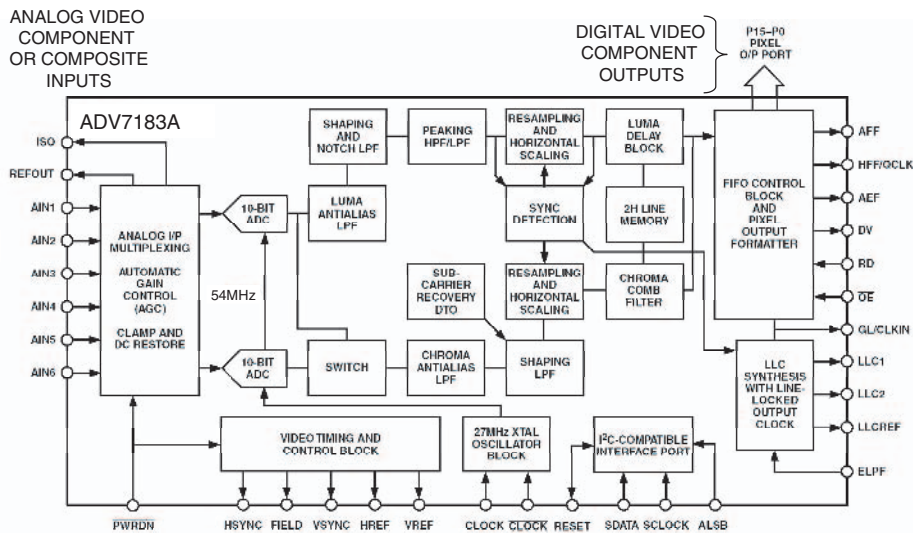 ANALOG VIDEO
COMPONENT
OR COMPOSITE
INPUTS
DIGITAL VIDEO
COMPONENT
OUTPUTS
P15–P0
PIXEL
O/P PORT
ADV7183A
ISO
REFOUT
AIN1
AIN2
AIN3
AIN4
AIN5
AIN6
ANALOG I/P
MULTIPLEXING
AUTOMATIC
GAIN
CONTROL
(AGC)
CLAMP AND
DC RESTORE
10-BIT
ADC
54MHz
10-BIT
ADC
SHAPING
AND
NOTCH LPF
LUMA
ANTIALIAS
LPF
PEAKING
HPF/LPF
RESAMPLING
AND
HORIZONTAL
SCALING
LUMA
DELAY
BLOCK
SYNC
DETECTION
2H LINE
MEMORY
SUB-
CARRIER
RECOVERY
DTO
RESAMPLING
AND
HORIZONTAL
SCALING
CHROMA
COMB
FILTER
SWITCH
CHROMA
ANTIALIAS
LPF
SHAPING
LPF
FIFO CONTROL
BLOCK
AND
PIXEL
OUTPUT
FORMATTER
LLC
SYNTHESIS
WITH LINE-
LOCKED
OUTPUT
CLOCK
AFF
HFF/QCLK
AEF
DV
RD
OE
GL/CLKIN
LLC1
LLC2
LLCREF
ELPF
VIDEO TIMING AND
CONTROL BLOCK
27MHz XTAL
OSCILLATOR
BLOCK
I²C-COMPATIBLE
INTERFACE PORT
PWRDN
HSYNC
FIELD
VSYNC
HREF
VREF
CLOCK
CLOCK
RESET
SDATA
SCLOCK
ALSB